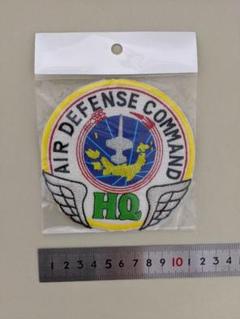 AIR DEFENSE COMMAND
HQ
1 2 3 4 5 6 7 8 9 10 1 2 3 4